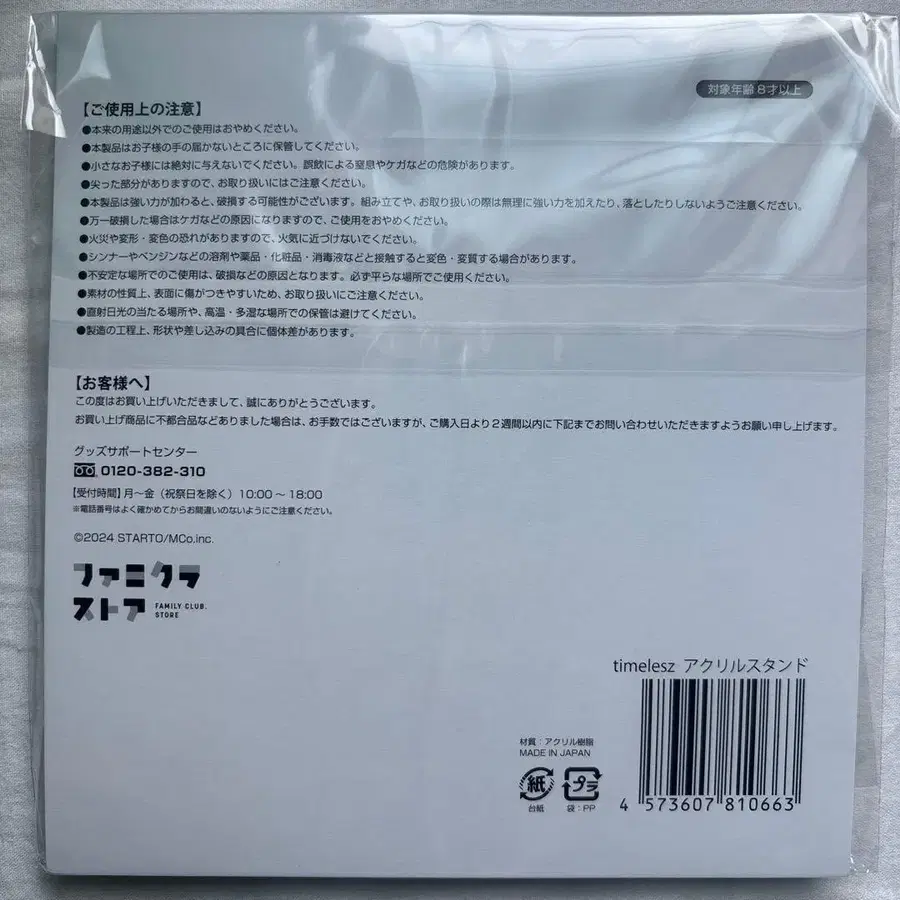 対象年齢8才以上
【ご使用上の注意】
●本来の用途以外でのご使用はおやめください。
●本製品はお子様の手の届かないところに保管してください。
●小さなお子様には絶対に与えないでください。誤飲による窒息やケガなどの危険があります。
●尖った部分がありますので、お取り扱いにはご注意ください。
●本製品は強い力が加わると、破損する可能性がございます。組み立てや、お取り扱いの際は無理に強い力を加えたり、落としたりしないようご注意ください。
●万一破損した場合はケガなどの原因になりますので、ご使用をおやめください。
●火災や変形・変色の恐れがありますので、火気に近づけないでください。
●シンナーやベンジンなどの溶剤や薬品・化粧品・消毒液などと接触すると変色・変質する場合があります。
●不安定な場所でのご使用は、破損などの原因となります。必ず平らな場所でご使用ください。
●素材の性質上、表面に傷がつきやすいため、お取り扱いにご注意ください。
●直射日光の当たる場所や、高温・多湿な場所での保管は避けてください。
●製造の工程上、形状や差し込みの具合に個体差があります。
【お客様へ】
この度はお買い上げいただきまして、誠にありがとうございます。
お買い上げ商品に不都合品などありました場合は、お手数ではございますが、ご購入日より2週間以内に下記までお問い合わせいただきますようお願い申し上げます。
グッズサポートセンター
0120-382-310
【受付時間】月〜金（祝祭日を除く）10:00〜18:00
※電話番号はよく確かめてからお間違いのないようにご注意ください。
©2024 STARTO/MCo.inc.
ファミクラ
ストア FAMILY CLUB.
STORE
timelesz アクリルスタンド
材質：アクリル樹脂
MADE IN JAPAN
紙 プラ
台紙 袋：PP
4 573607 810663